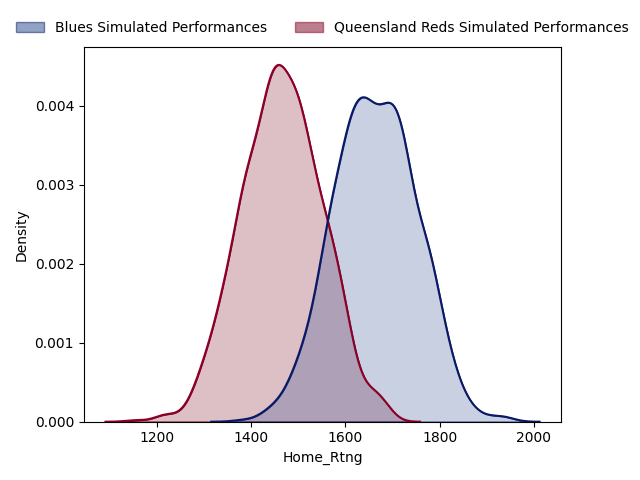 Blues Simulated Performances Queensland Reds Simulated Performances
0.004
0.003
0.002
0.001
0.000
Density
1200 1400 1600 1800 2000
Home_Rtng